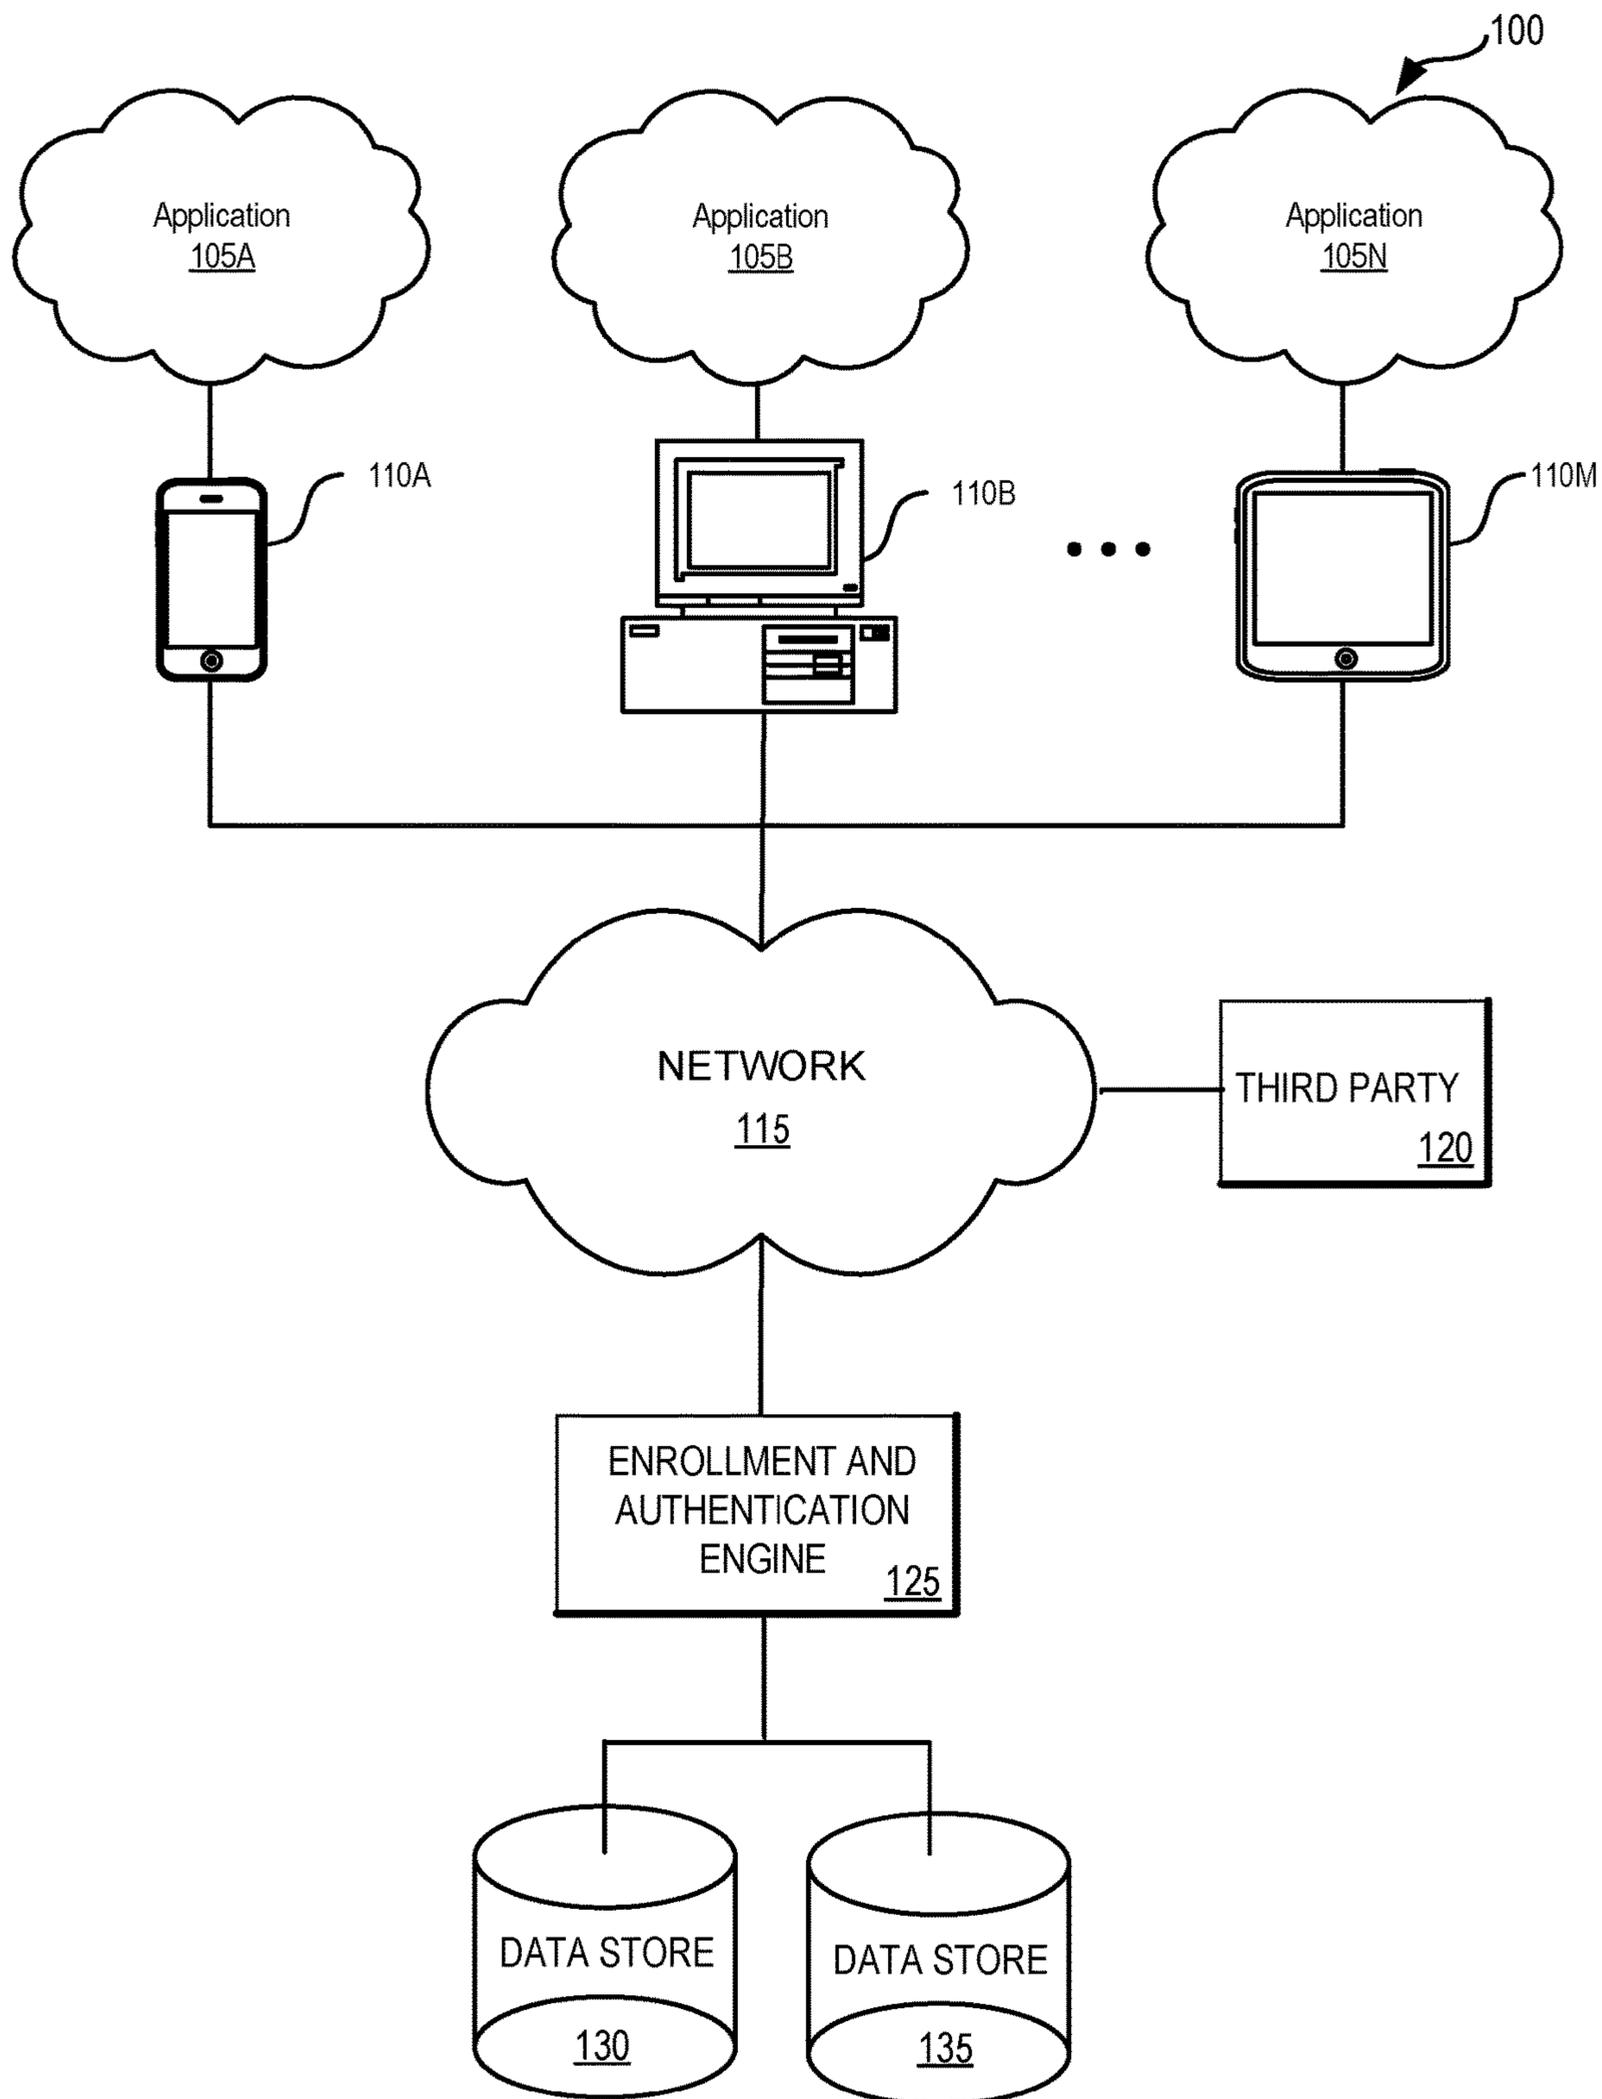 100
Application
105A
Application
105B
Application
105N
110A
110B
110M
NETWORK
115
THIRD PARTY
120
ENROLLMENT AND
AUTHENTICATION
ENGINE
125
DATA STORE
130
DATA STORE
135